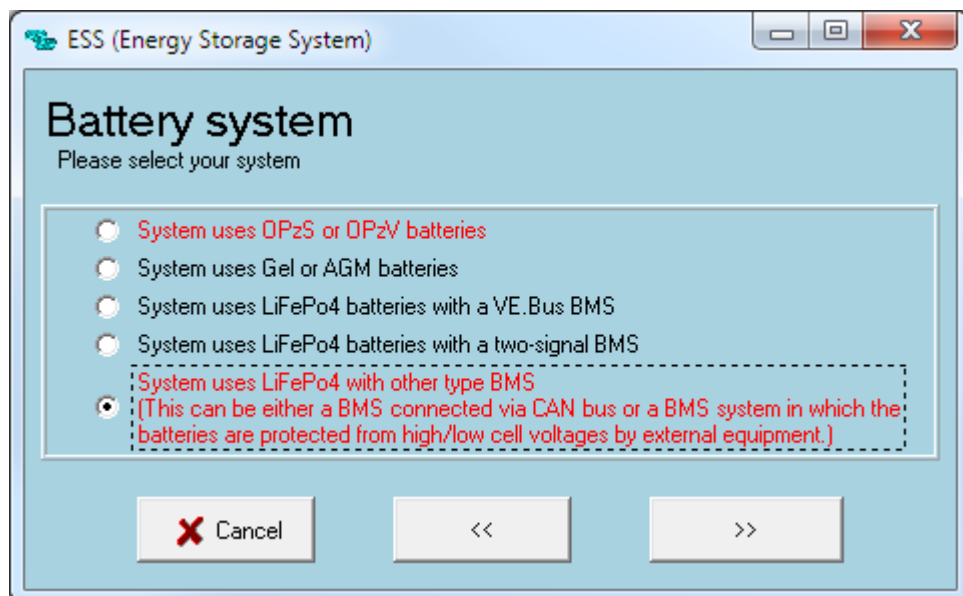 ESS (Energy Storage System)
Battery system
Please select your system
System uses OPzS or OPzV batteries
System uses Gel or AGM batteries
System uses LiFePo4 batteries with a VE.Bus BMS
System uses LiFePo4 batteries with a two-signal BMS
System uses LiFePo4 with other type BMS
(This can be either a BMS connected via CAN bus or a BMS system in which the
batteries are protected from high/low cell voltages by external equipment.)
Cancel
<<
>>